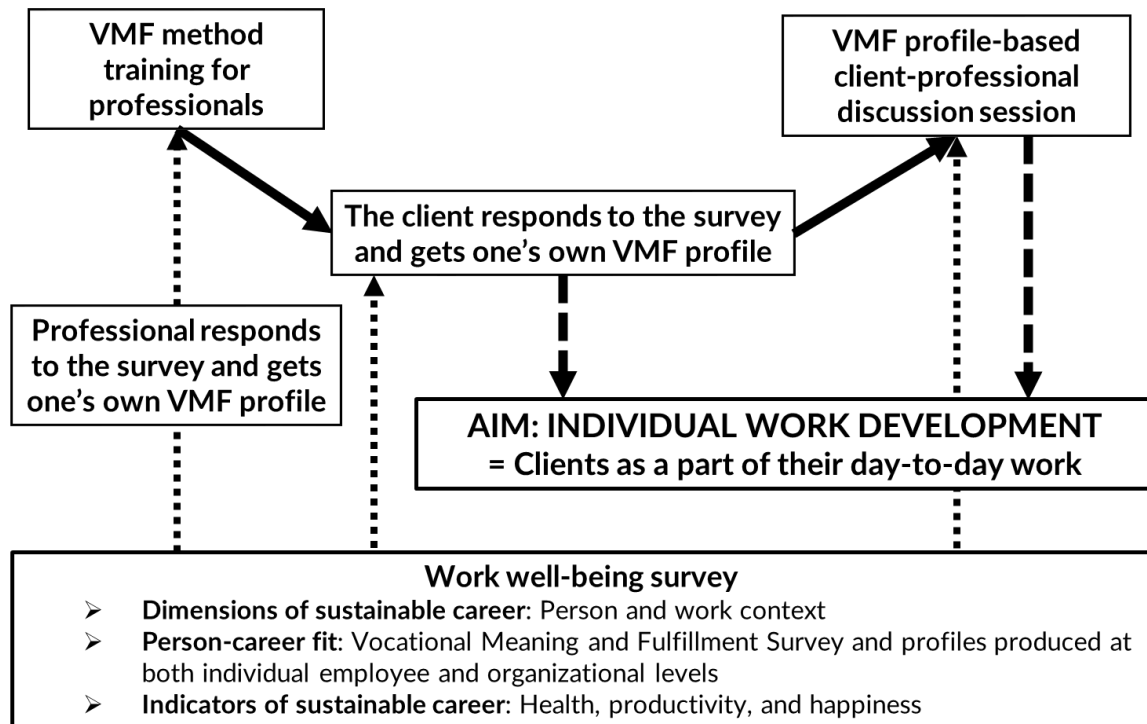 VMF method
training for
professionals
VMF profile-based
client-professional
discussion session
The client responds to the survey
and gets one’s own VMF profile
Professional responds
to the survey and gets
one’s own VMF profile
AIM: INDIVIDUAL WORK DEVELOPMENT
= Clients as a part of their day-to-day work
Work well-being survey
➢ Dimensions of sustainable career: Person and work context
➢ Person-career fit: Vocational Meaning and Fulfillment Survey and profiles produced at
both individual employee and organizational levels
➢ Indicators of sustainable career: Health, productivity, and happiness